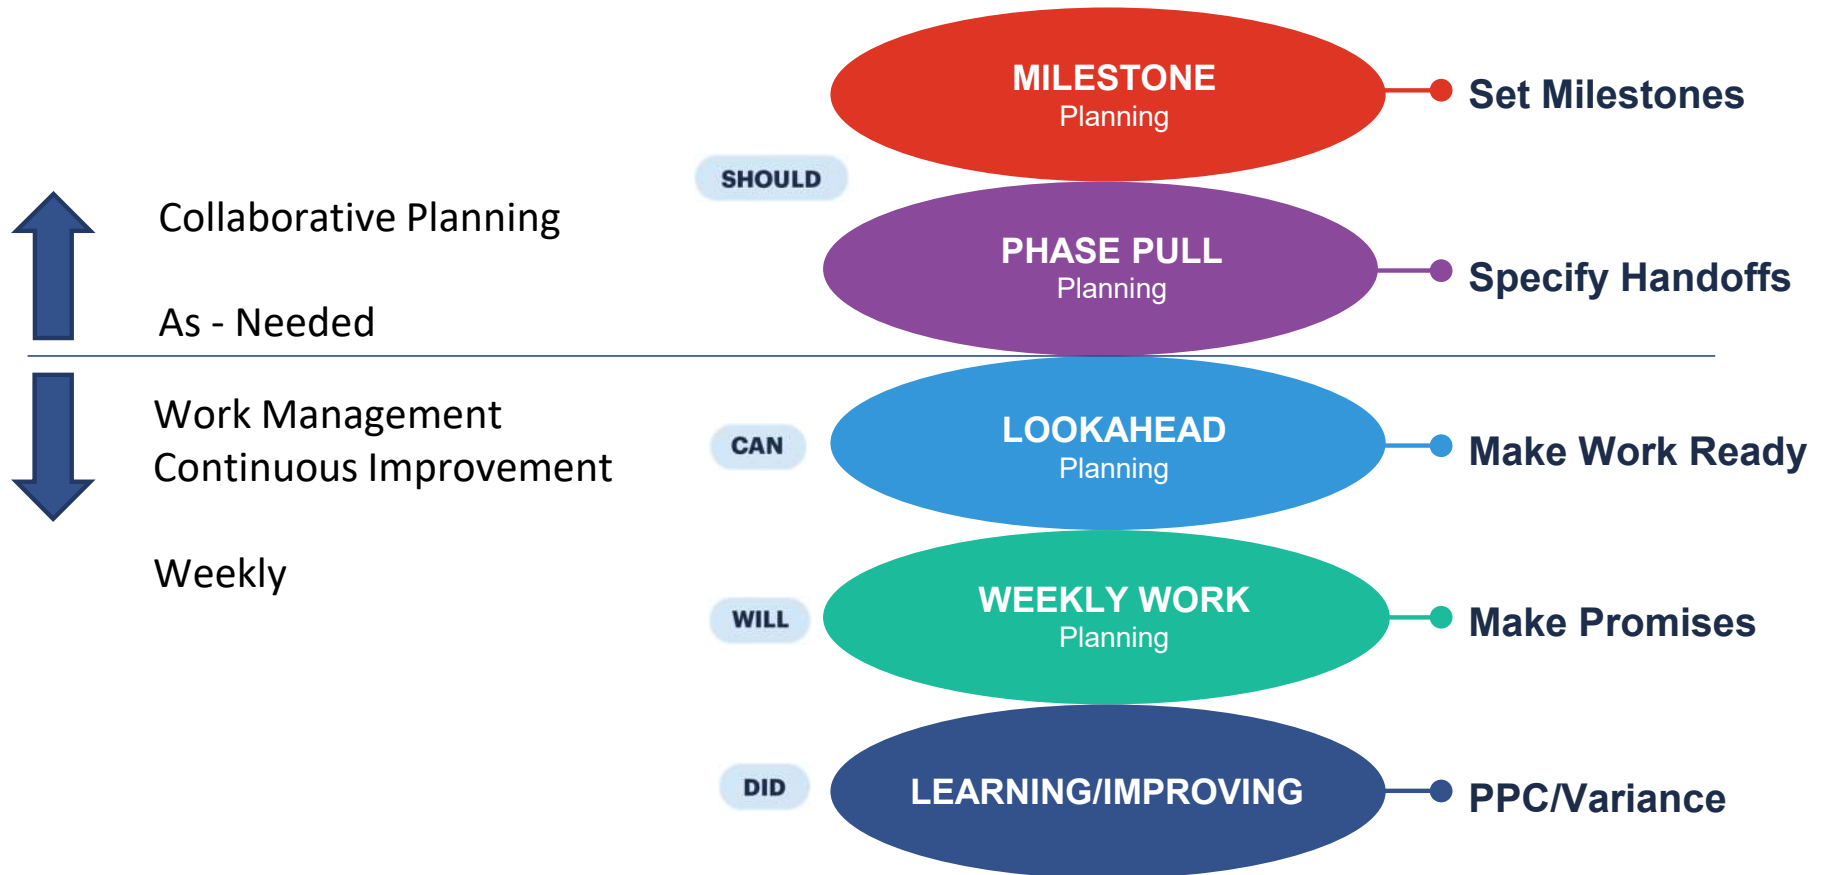 MILESTONE
Planning
Set Milestones
SHOULD
Collaborative Planning
PHASE PULL
Planning
Specify Handoffs
As - Needed
Work Management
Continuous Improvement
CAN
LOOKAHEAD
Planning
Make Work Ready
Weekly
WILL
WEEKLY WORK
Planning
Make Promises
DID
LEARNING/IMPROVING
PPC/Variance